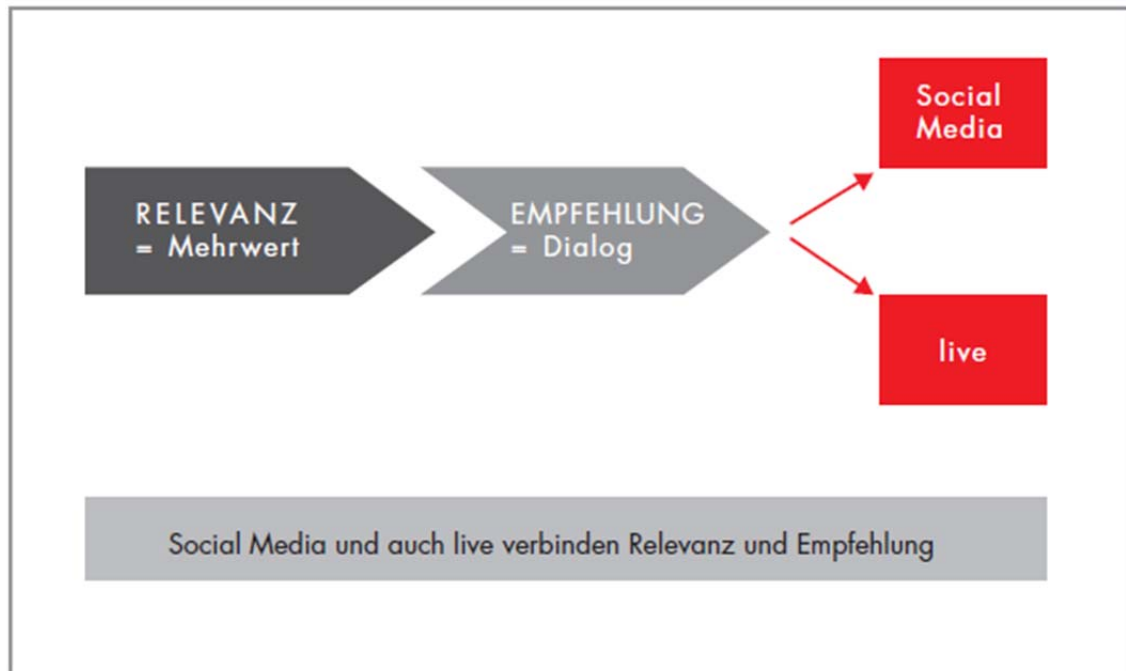 RELEVANZ
= Mehrwert
EMPFEHLUNG
= Dialog
Social
Media
live
Social Media und auch live verbinden Relevanz und Empfehlung